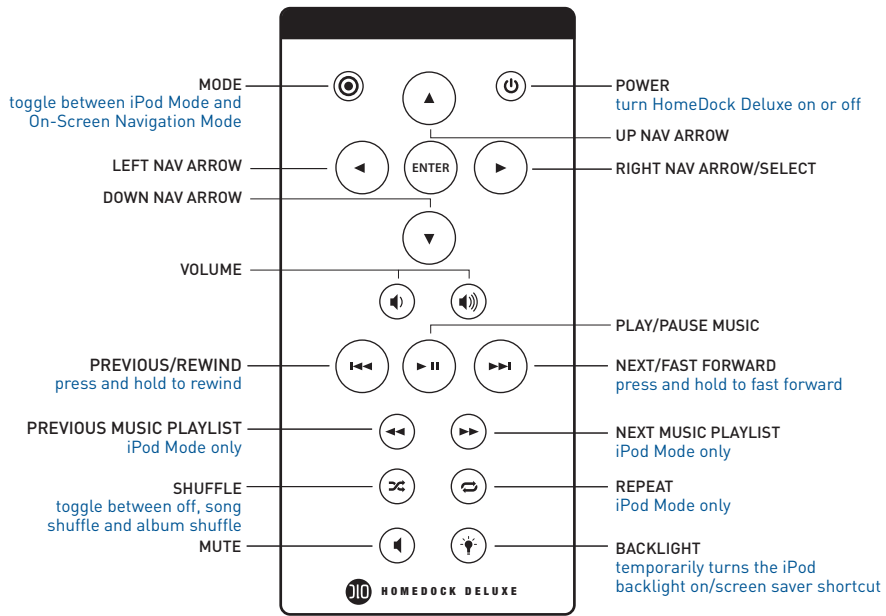 MODE
toggle between iPod Mode and
On-Screen Navigation Mode
POWER
turn HomeDock Deluxe on or off
UP NAV ARROW
LEFT NAV ARROW
ENTER
RIGHT NAV ARROW/SELECT
DOWN NAV ARROW
VOLUME
PLAY/PAUSE MUSIC
PREVIOUS/REWIND
press and hold to rewind
NEXT/FAST FORWARD
press and hold to fast forward
PREVIOUS MUSIC PLAYLIST
iPod Mode only
NEXT MUSIC PLAYLIST
iPod Mode only
SHUFFLE
toggle between off, song
shuffle and album shuffle
REPEAT
iPod Mode only
MUTE
BACKLIGHT
temporarily turns the iPod
backlight on/screen saver shortcut
HOMEDOCK DELUXE